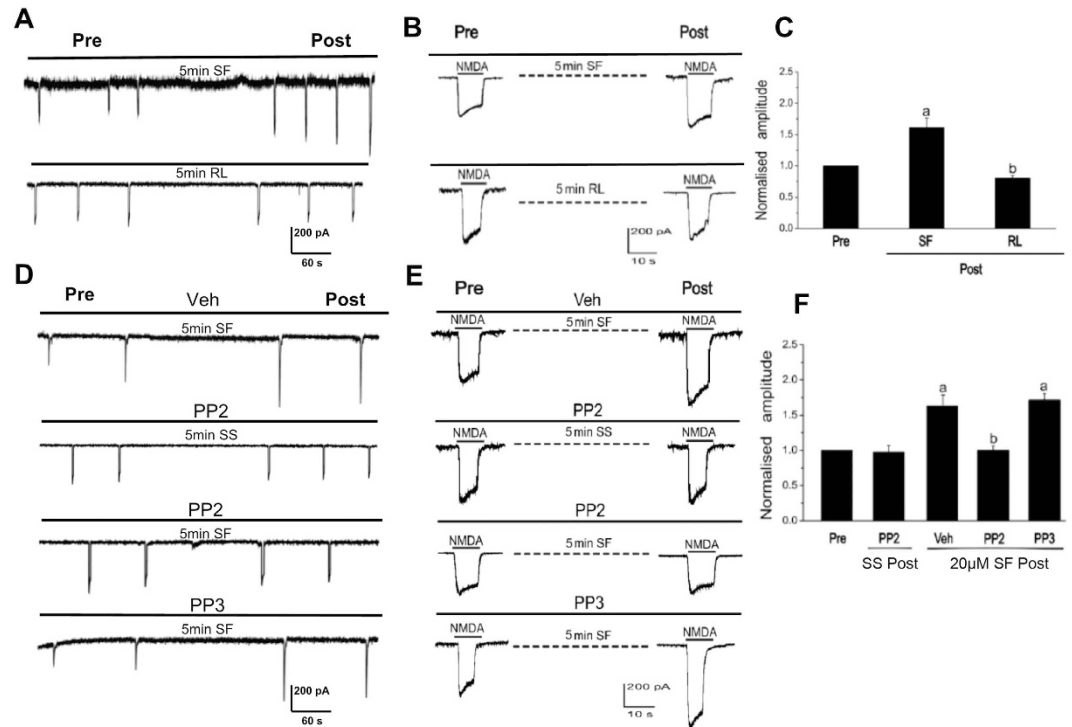 A
Pre
Post
5min SF
5min RL
200 pA
60 s
B
Pre
Post
NMDA
5min SF
NMDA
NMDA
5min RL
NMDA
200 pA
10 s
C
Normalised amplitude
2.5
2.0
1.5
1.0
0.5
0.0
a
b
Pre
SF
RL
Post
D
Pre
Veh
Post
5min SF
PP2
5min SS
PP2
5min SF
PP3
5min SF
200 pA
60 s
E
Pre
Veh
Post
NMDA
5min SF
NMDA
PP2
NMDA
5min SS
NMDA
PP2
NMDA
5min SF
NMDA
PP3
NMDA
5min SF
NMDA
200 pA
10 s
F
Normalised amplitude
2.5
2.0
1.5
1.0
0.5
0.0
a
b
a
Pre
PP2
Veh
PP2
PP3
SS Post
20µM SF Post